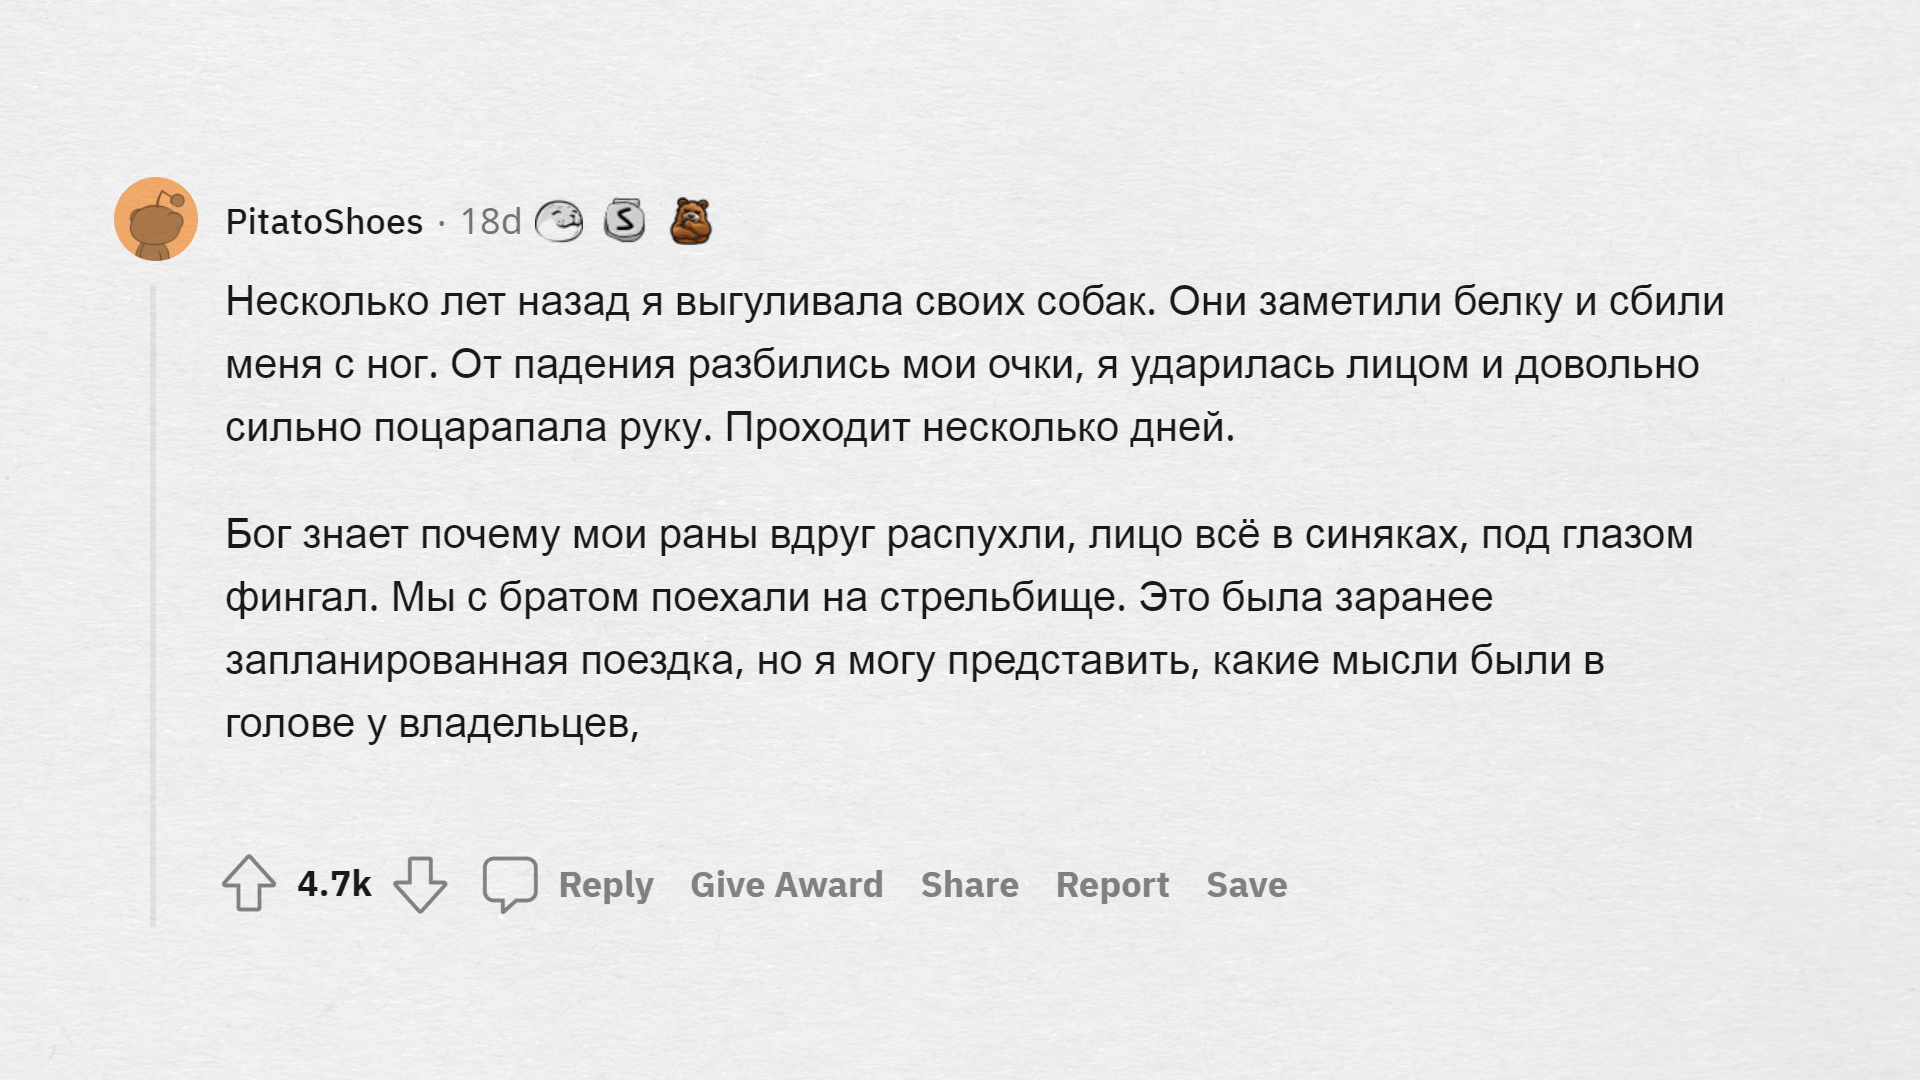 PitatoShoes · 18d
Несколько лет назад я выгуливала своих собак. Они заметили белку и сбили
меня с ног. От падения разбились мои очки, я ударилась лицом и довольно
сильно поцарапала руку. Проходит несколько дней.
Бог знает почему мои раны вдруг распухли, лицо всё в синяках, под глазом
фингал. Мы с братом поехали на стрельбище. Это была заранее
запланированная поездка, но я могу представить, какие мысли были в
голове у владельцев,
4.7k Reply Give Award Share Report Save